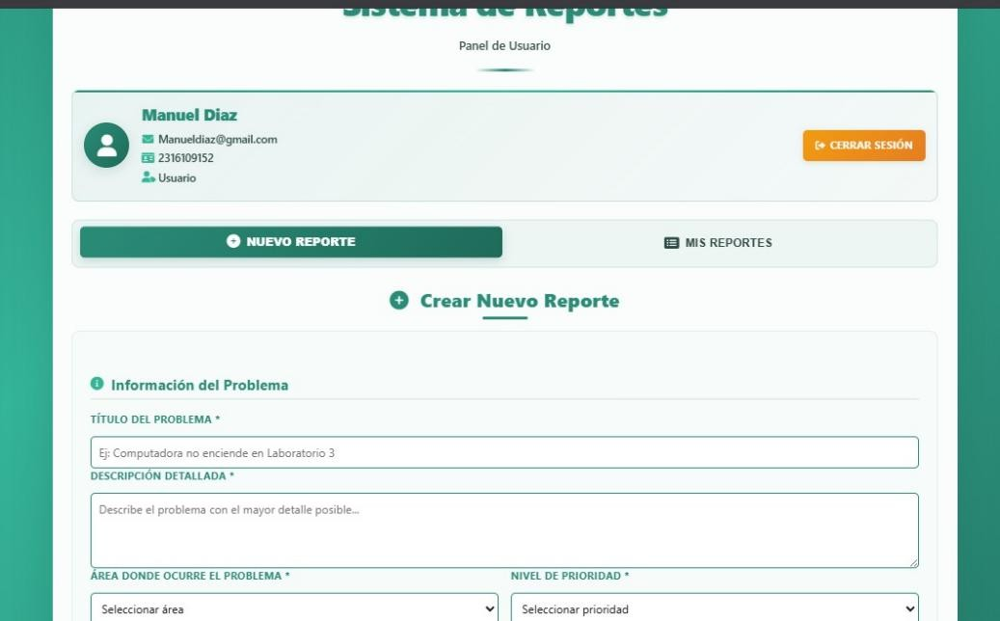 Sistema de Reportes
Panel de Usuario
Manuel Diaz
Manueldiaz@gmail.com
2316109152
Usuario
CERRAR SESIÓN
NUEVO REPORTE
MIS REPORTES
Crear Nuevo Reporte
Información del Problema
TÍTULO DEL PROBLEMA *
Ej: Computadora no enciende en Laboratorio 3
DESCRIPCIÓN DETALLADA *
Describe el problema con el mayor detalle posible...
ÁREA DONDE OCURRE EL PROBLEMA *
NIVEL DE PRIORIDAD *
Seleccionar área
Seleccionar prioridad